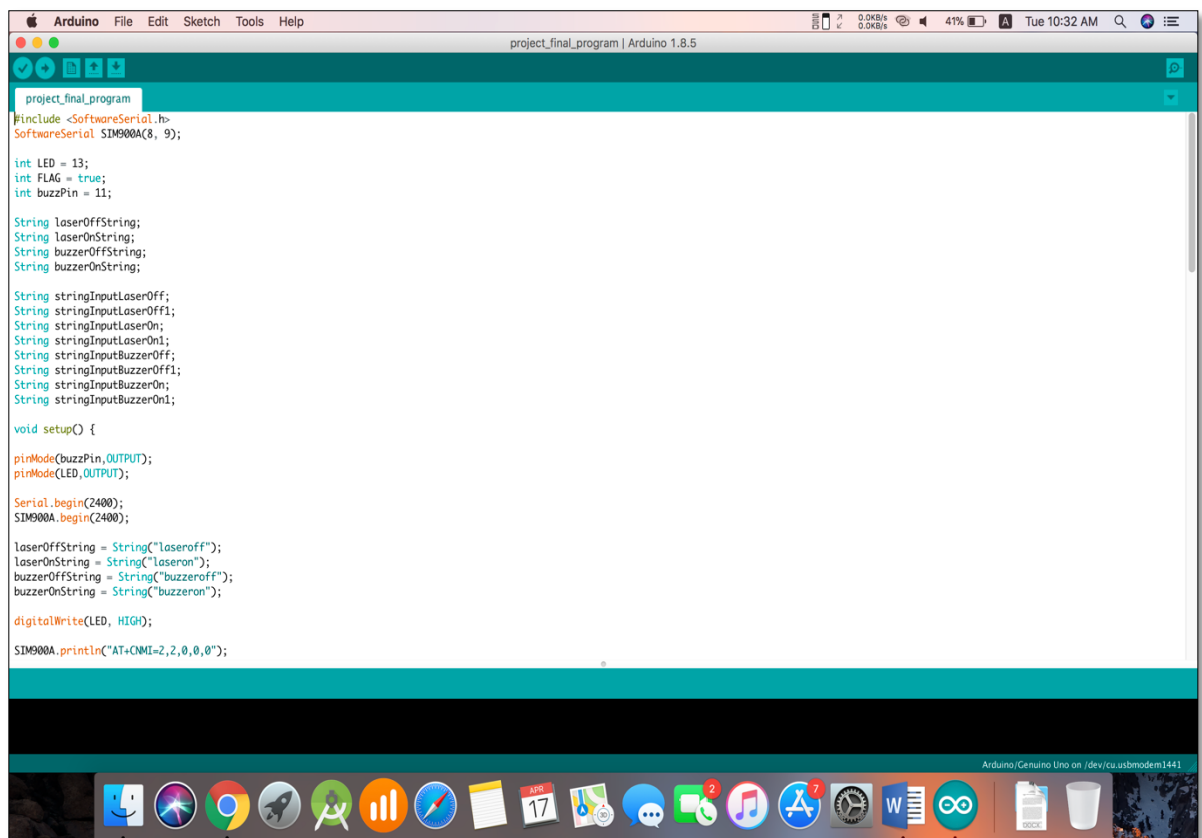 Arduino File Edit Sketch Tools Help 0.0KB/s 0.0KB/s 41% A Tue 10:32 AM
project_final_program | Arduino 1.8.5
project_final_program
#include <SoftwareSerial.h>
SoftwareSerial SIM900A(8, 9);
int LED = 13;
int FLAG = true;
int buzzPin = 11;
String laserOffString;
String laserOnString;
String buzzerOffString;
String buzzerOnString;
String stringInputLaserOff;
String stringInputLaserOff1;
String stringInputLaserOn;
String stringInputLaserOn1;
String stringInputBuzzerOff;
String stringInputBuzzerOff1;
String stringInputBuzzerOn;
String stringInputBuzzerOn1;
void setup() {
pinMode(buzzPin,OUTPUT);
pinMode(LED,OUTPUT);
Serial.begin(2400);
SIM900A.begin(2400);
laserOffString = String("laseroff");
laserOnString = String("laseron");
buzzerOffString = String("buzzeroff");
buzzerOnString = String("buzzeron");
digitalWrite(LED, HIGH);
SIM900A.println("AT+CNMI=2,2,0,0,0");
Arduino/Genuino Uno on /dev/cu.usbmodem1441
APR
17
3D
2
7
W
DOCX